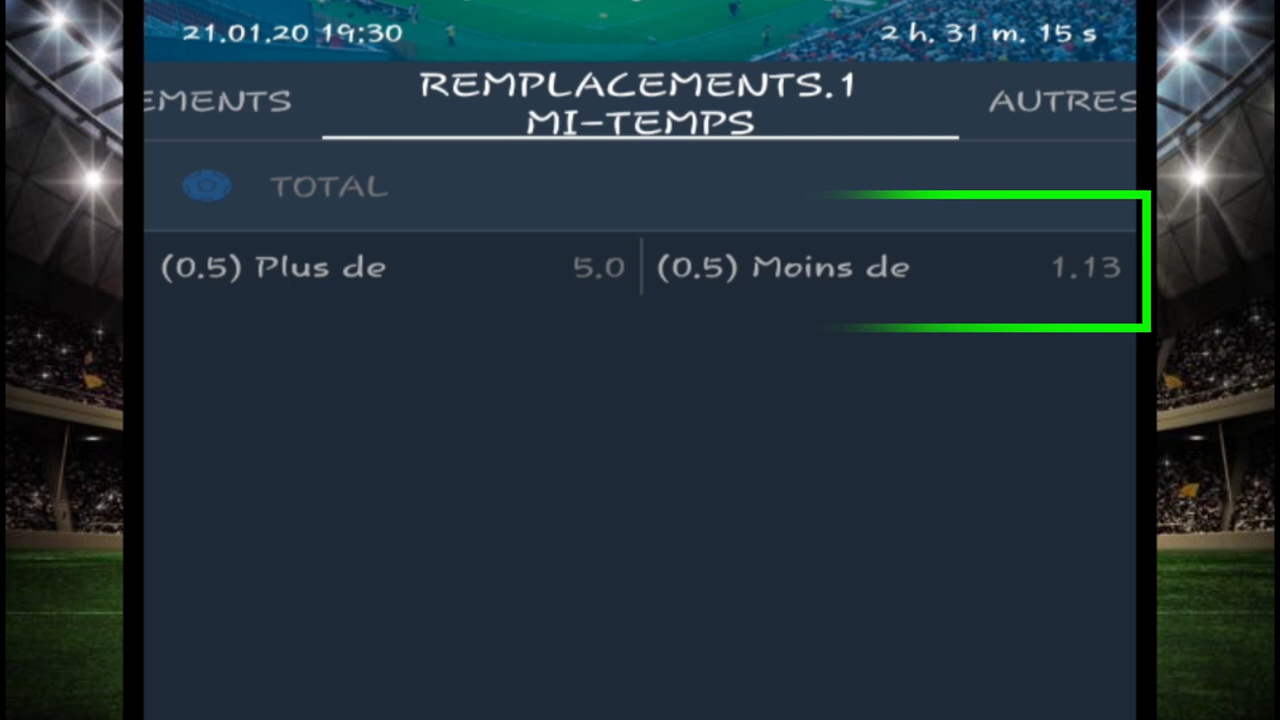 21.01.20 19:30 2 h. 31 m. 15 s
EMENTS REMPLACEMENTS.1 MI-TEMPS AUTRES
TOTAL
(0.5) Plus de 5.0 (0.5) Moins de 1.13